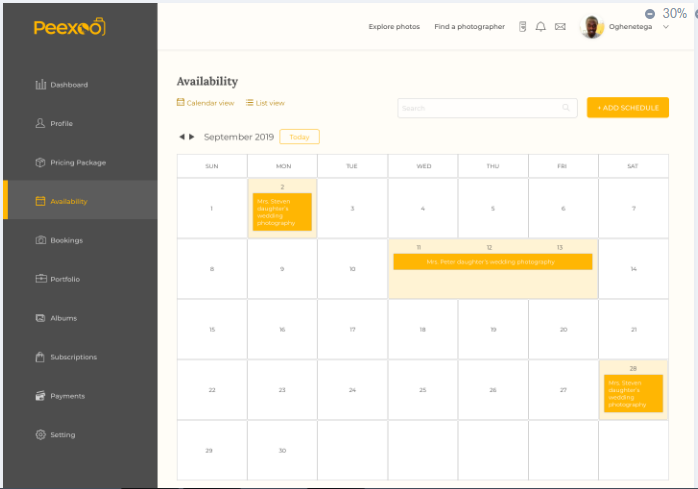 Peexoo
Explore photos
Find a photographer
Oghenetega
30%
Dashboard
Profile
Pricing Package
Availability
Bookings
Portfolio
Albums
Subscriptions
Payments
Setting
Availability
Calendar view
List view
Search
+ ADD SCHEDULE
September 2019
Today
SUN MON TUE WED THU FRI SAT
1 2 3 4 5 6 7
Mrs. Steven
daughter's
wedding
photography
8 9 10 11 12 13 14
Mrs. Peter daughter's wedding photography
15 16 17 18 19 20 21
22 23 24 25 26 27 28
Mrs. Steven
daughter's
wedding
photography
29 30